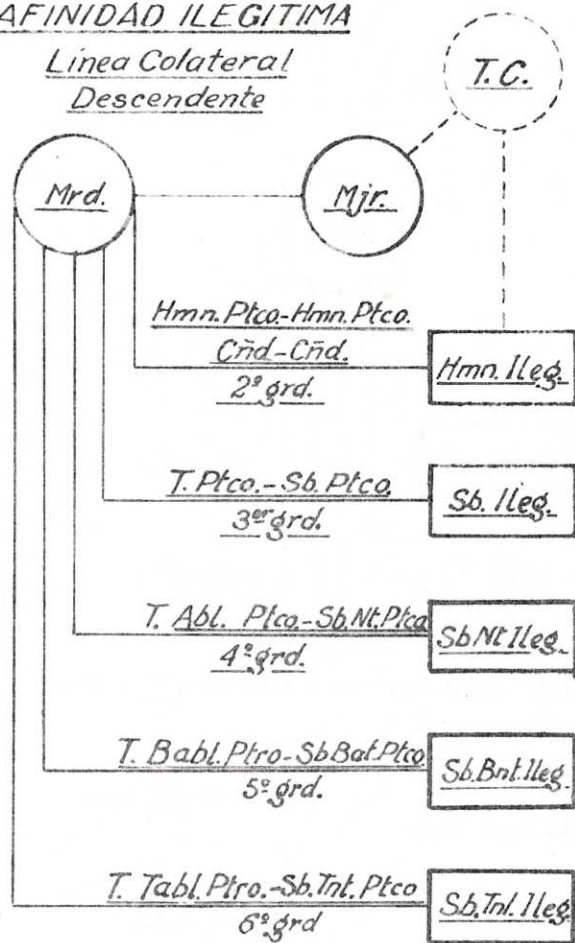 AFINIDAD ILEGITIMA
Línea Colateral
Descendente
T.C.
Mrd.
Mjr.
Hmn. Ptco.-Hmn. Ptco.
Cñd-Cñd.
2º grd.
Hmn. Ileg.
T. Ptco.-Sb. Ptco.
3er grd.
Sb. Ileg.
T. Abl. Ptco.-Sb. Nt. Ptco
4º grd.
Sb Nt Ileg.
T. Babl. Ptro-Sb Bat. Ptco
5º grd.
Sb. Bnt. Ileg.
T. Tabl. Ptro.-Sb. Tnt. Ptco
6º grd
Sb. Tnt. Ileg.